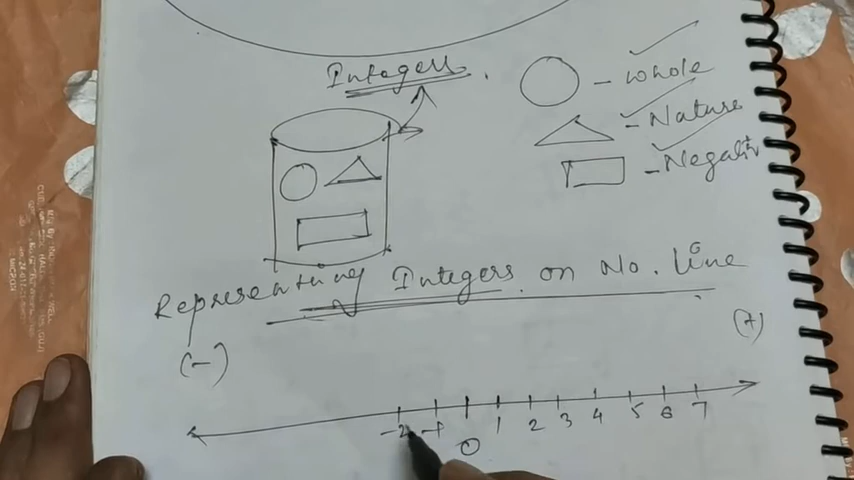 Integers.
- Whole
- Nature
- Negativ
Representing Integers on No. Line
(-) (+)
-2 -1 0 1 2 3 4 5 6 7